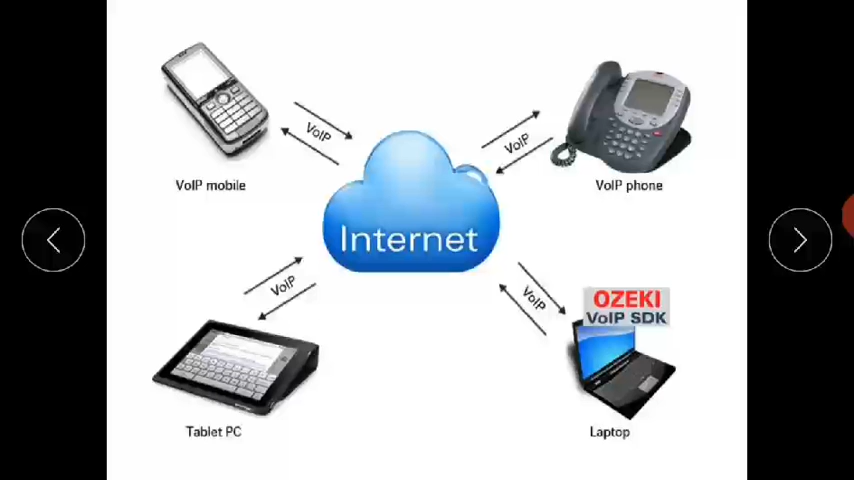 VoIP
VoIP
VoIP mobile
VoIP phone
Internet
VoIP
VoIP
OZEKI
VoIP SDK
Tablet PC
Laptop